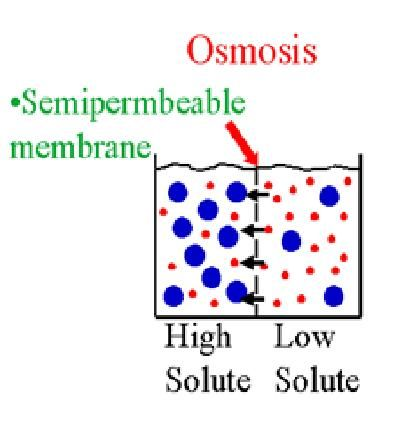 Osmosis
•Semipermbeable
membrane
High Low
Solute Solute